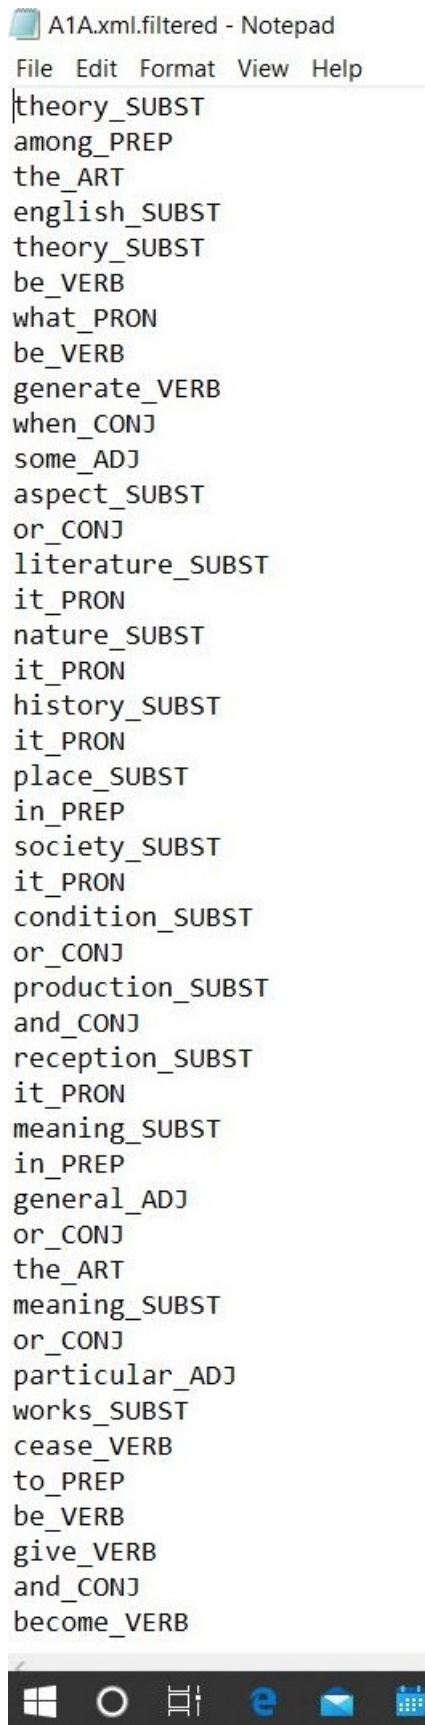 A1A.xml.filtered - Notepad
File Edit Format View Help
theory_SUBST
among_PREP
the_ART
english_SUBST
theory_SUBST
be_VERB
what_PRON
be_VERB
generate_VERB
when_CONJ
some_ADJ
aspect_SUBST
or_CONJ
literature_SUBST
it_PRON
nature_SUBST
it_PRON
history_SUBST
it_PRON
place_SUBST
in_PREP
society_SUBST
it_PRON
condition_SUBST
or_CONJ
production_SUBST
and_CONJ
reception_SUBST
it_PRON
meaning_SUBST
in_PREP
general_ADJ
or_CONJ
the_ART
meaning_SUBST
or_CONJ
particular_ADJ
works_SUBST
cease_VERB
to_PREP
be_VERB
give_VERB
and_CONJ
become_VERB